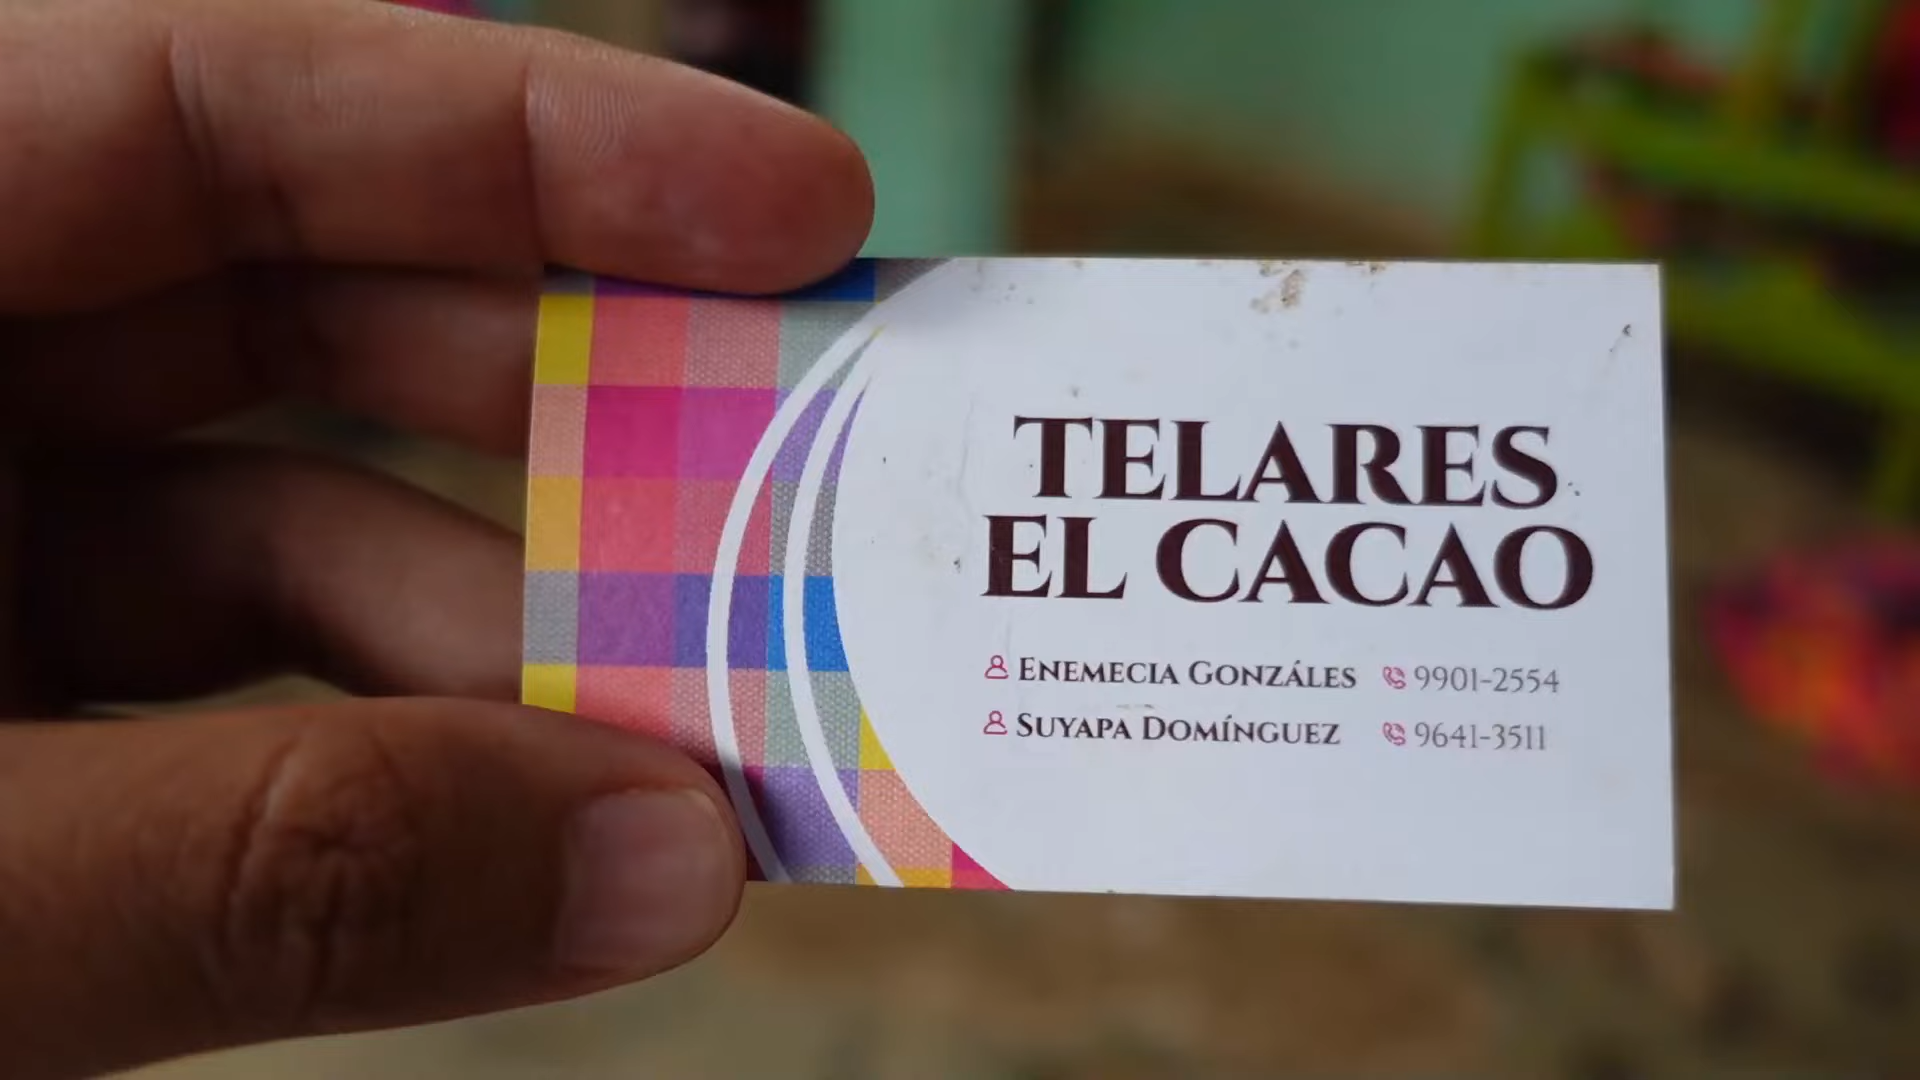 TELARES
EL CACAO
ENEMECIA GONZÁLES 9901-2554
SUYAPA DOMÍNGUEZ 9641-3511